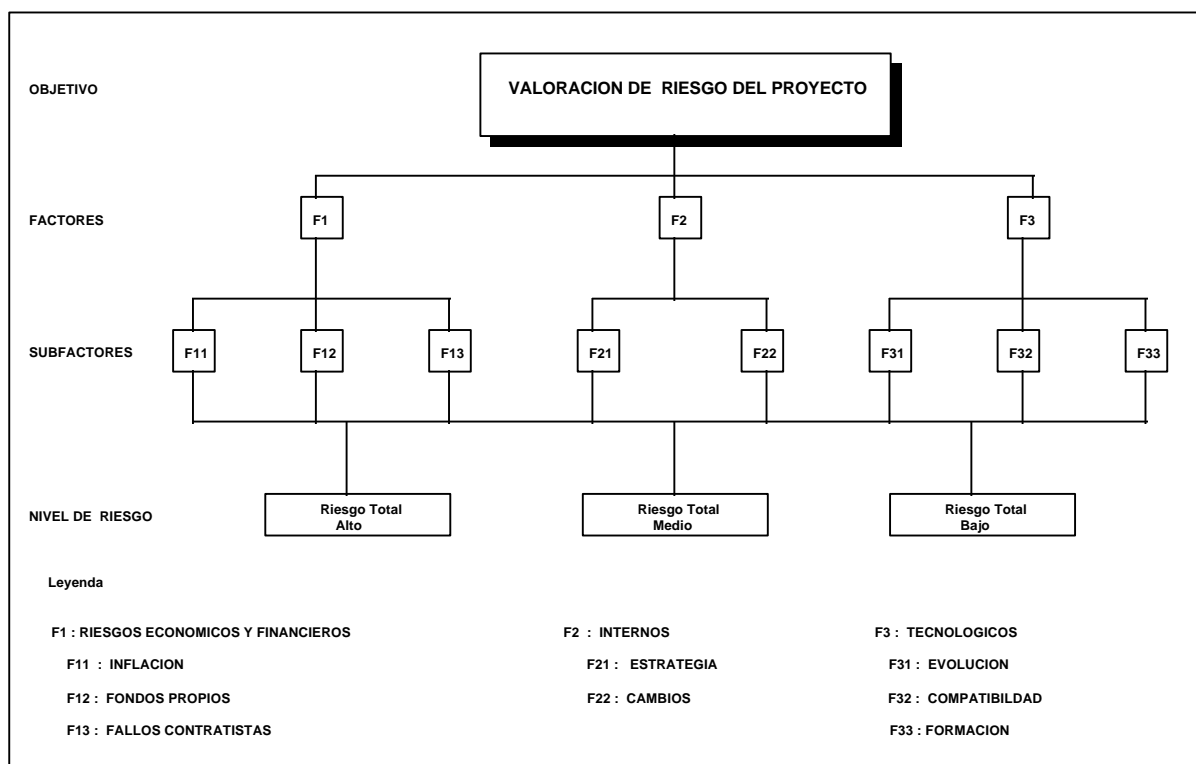 VALORACION DE RIESGO DEL PROYECTO
OBJETIVO
FACTORES
F1
F2
F3
SUBFACTORES
F11
F12
F13
F21
F22
F31
F32
F33
NIVEL DE RIESGO
Riesgo Total
Alto
Riesgo Total
Medio
Riesgo Total
Bajo
Leyenda
F1 : RIESGOS ECONOMICOS Y FINANCIEROS
F11 : INFLACION
F12 : FONDOS PROPIOS
F13 : FALLOS CONTRATISTAS
F2 : INTERNOS
F21 : ESTRATEGIA
F22 : CAMBIOS
F3 : TECNOLOGICOS
F31 : EVOLUCION
F32 : COMPATIBILDAD
F33 : FORMACION